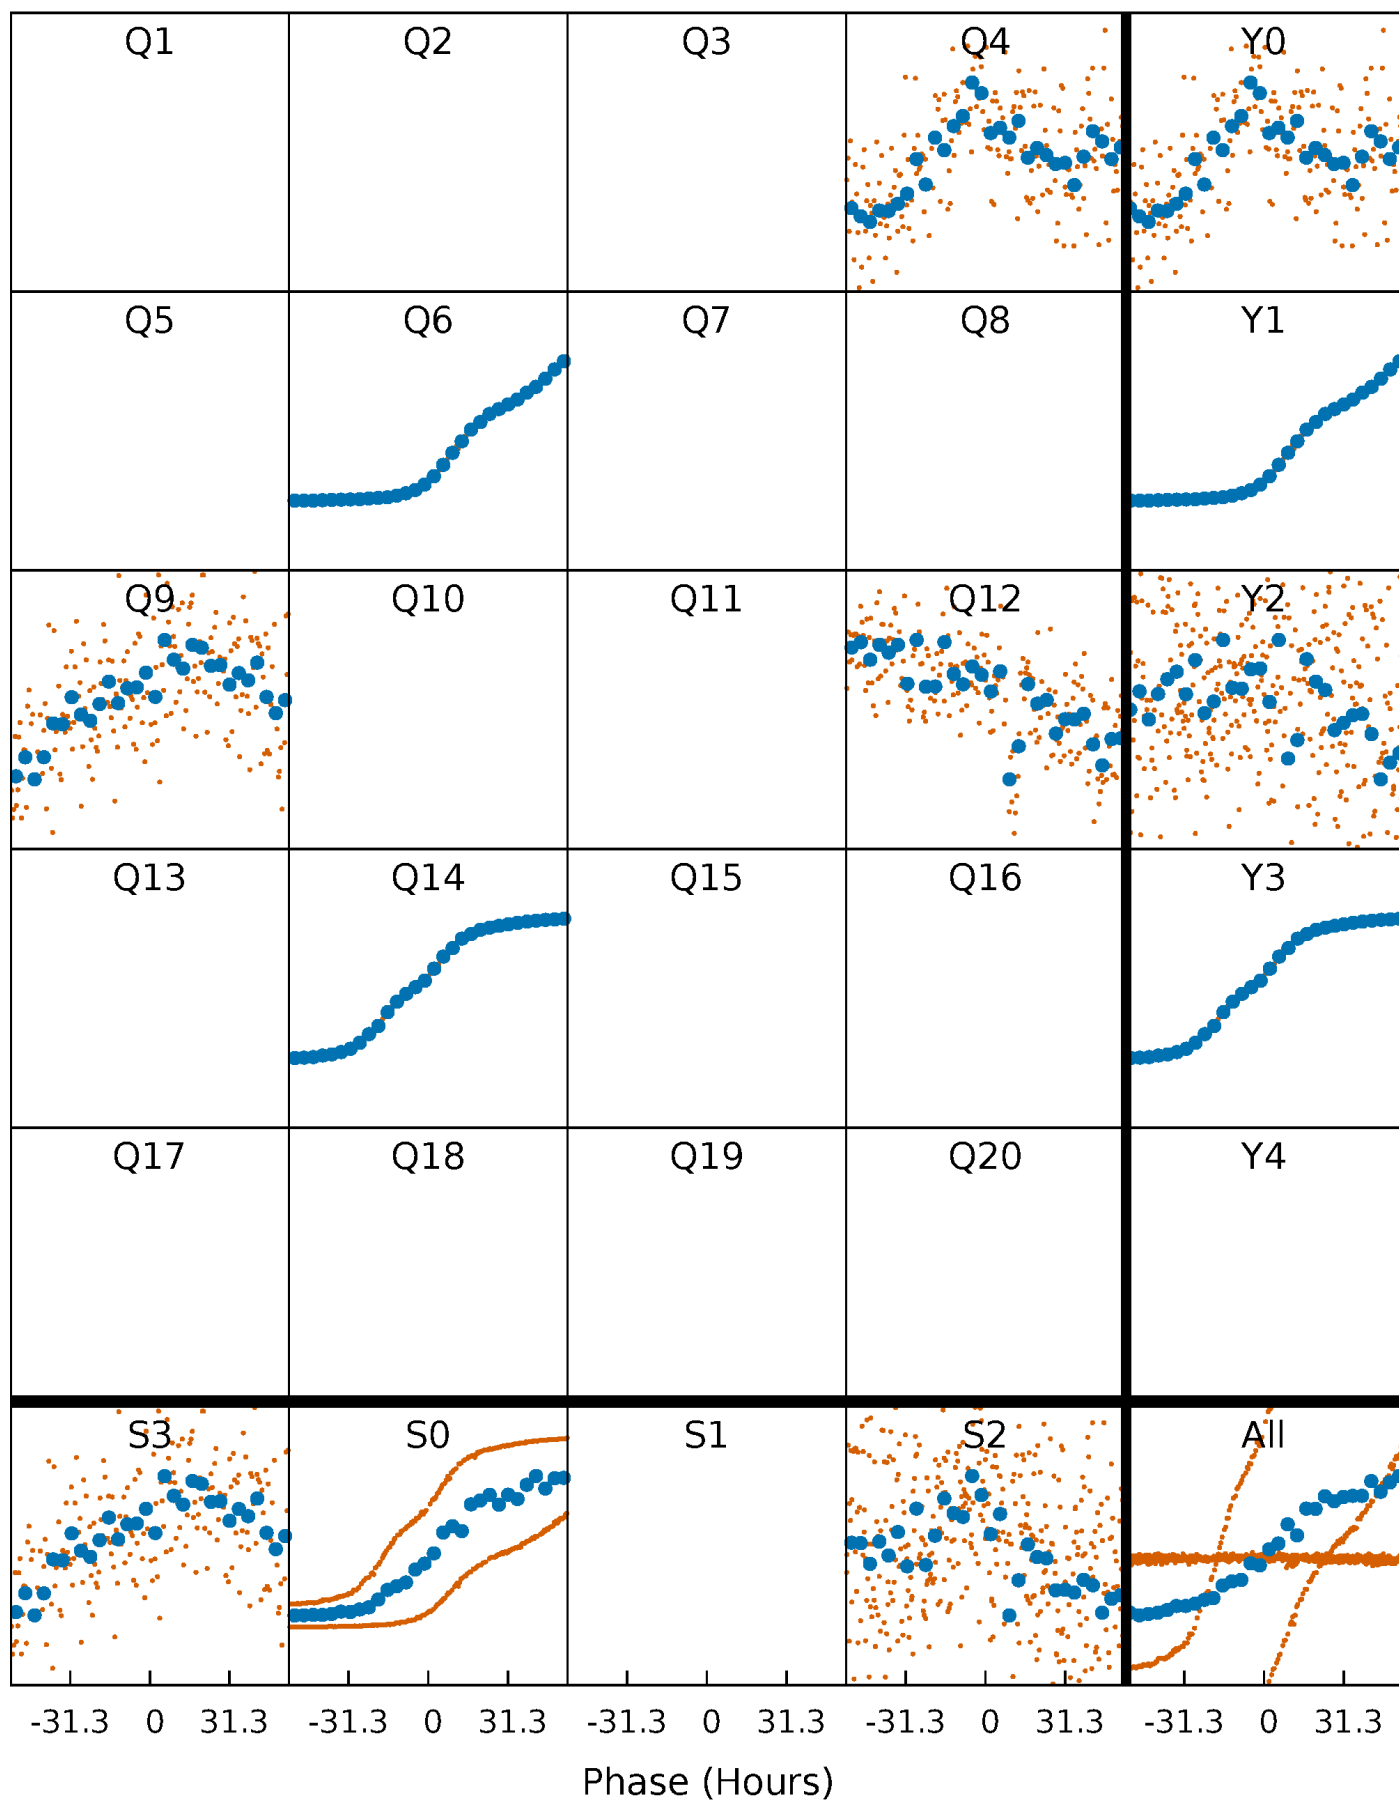 Q1 Q2 Q3 Q4 Y0
Q5 Q6 Q7 Q8 Y1
Q9 Q10 Q11 Q12 Y2
Q13 Q14 Q15 Q16 Y3
Q17 Q18 Q19 Q20 Y4
S3 S0 S1 S2 All
-31.3 0 31.3 -31.3 0 31.3 -31.3 0 31.3 -31.3 0 31.3 -31.3 0 31.3
Phase (Hours)